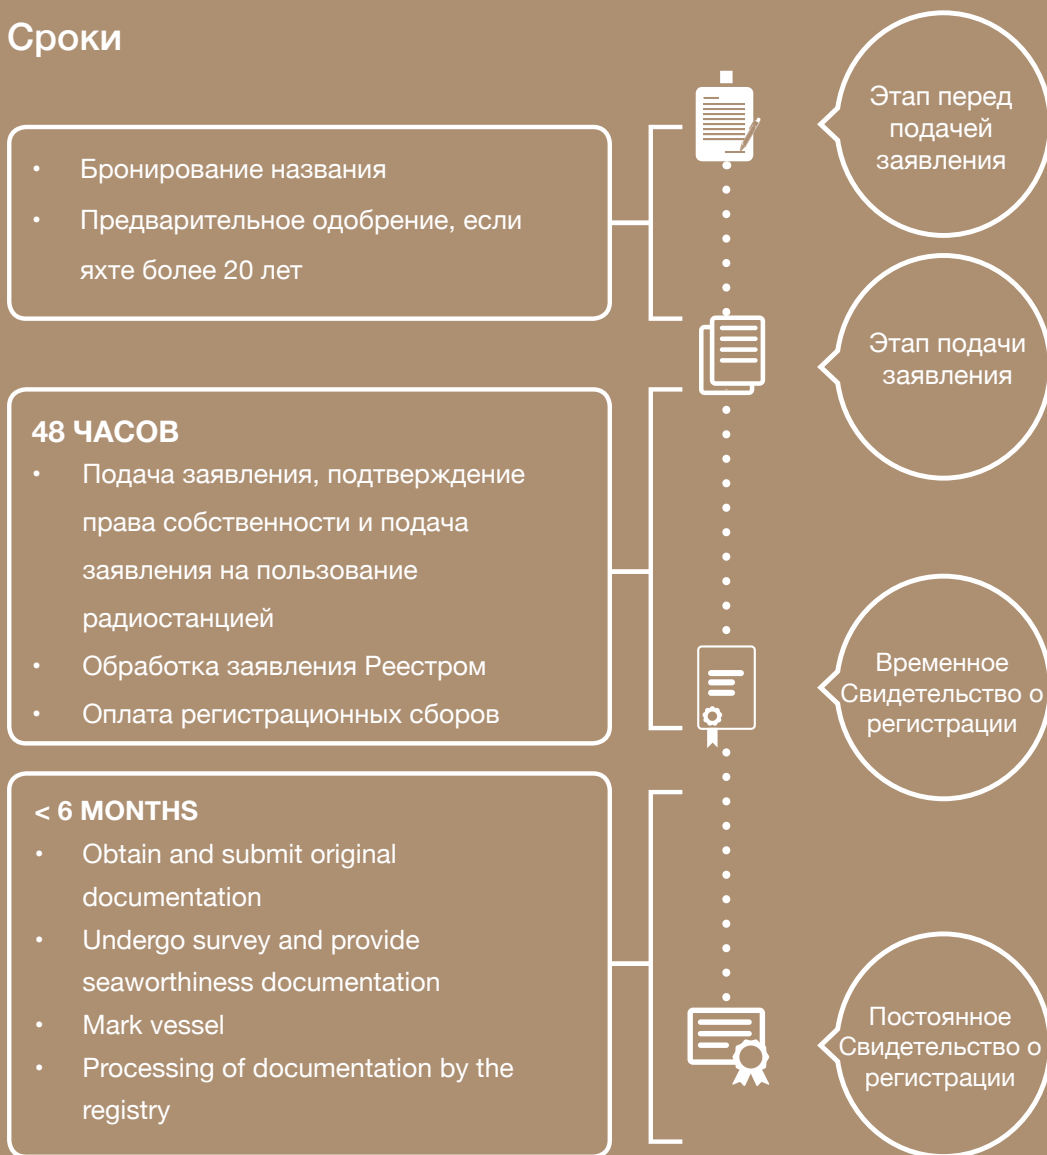 Сроки
• Бронирование названия
• Предварительное одобрение, если
яхте более 20 лет
Этап перед
подачей
заявления
Этап подачи
заявления
48 ЧАСОВ
• Подача заявления, подтверждение
права собственности и подача
заявления на пользование
радиостанцией
• Обработка заявления Реестром
• Оплата регистрационных сборов
Временное
Свидетельство о
регистрации
< 6 MONTHS
• Obtain and submit original
documentation
• Undergo survey and provide
seaworthiness documentation
• Mark vessel
• Processing of documentation by the
registry
Постоянное
Свидетельство о
регистрации